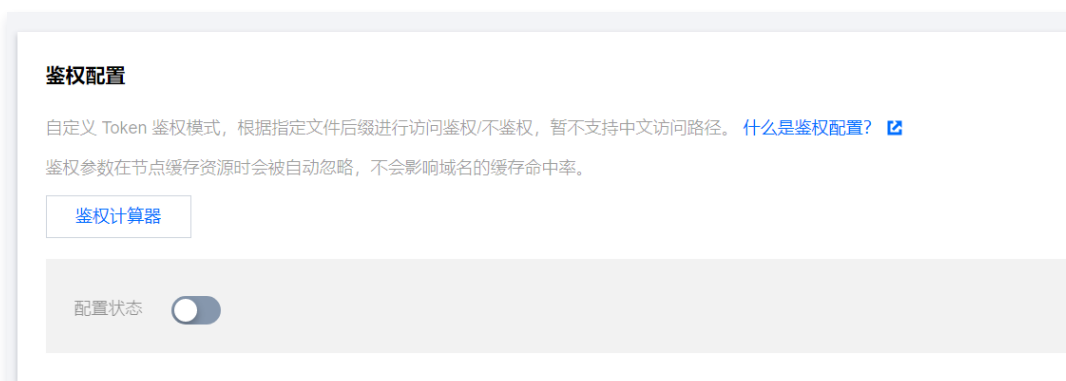 鉴权配置
自定义 Token 鉴权模式，根据指定文件后缀进行访问鉴权/不鉴权，暂不支持中文访问路径。 什么是鉴权配置？
鉴权参数在节点缓存资源时会被自动忽略，不会影响域名的缓存命中率。
鉴权计算器
配置状态